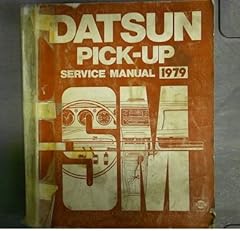 DATSUN
PICK-UP
SERVICE MANUAL 1979
SM